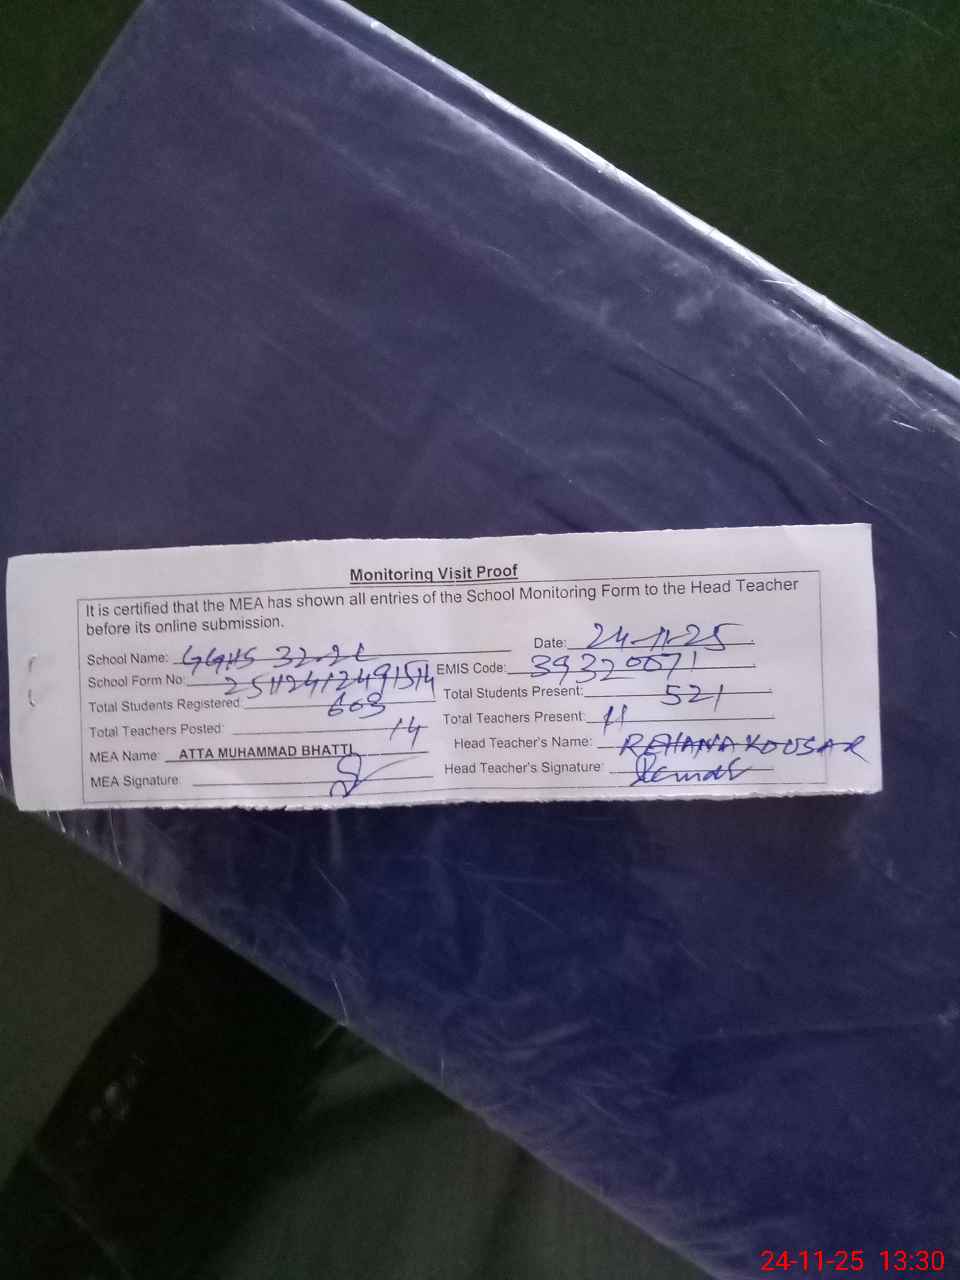 Monitoring Visit Proof
It is certified that the MEA has shown all entries of the School Monitoring Form to the Head Teacher
before its online submission.
School Name: GGHS 32-2L Date: 24-11-25
School Form No: EMIS Code: 39320071
Total Students Registered: 663 Total Students Present: 521
Total Teachers Posted: 14 Total Teachers Present: 11
MEA Name: ATTA MUHAMMAD BHATTI Head Teacher's Name: REHANA KOUSAR
MEA Signature: Head Teacher's Signature:
24-11-25 13:30